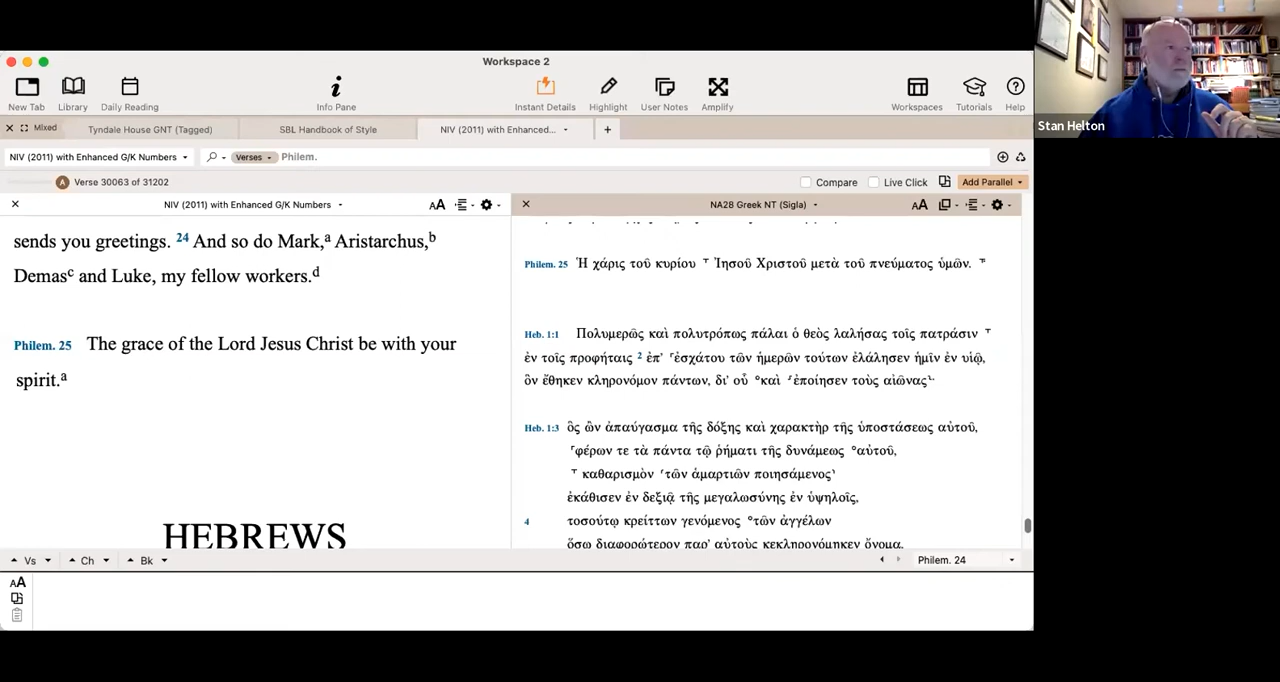 Workspace 2
New Tab Library Daily Reading Info Pane Instant Details Highlight User Notes Amplify Workspaces Tutorials Help
Stan Helton
Mixed Tyndale House GNT (Tagged) SBL Handbook of Style NIV (2011) with Enhanced...
NIV (2011) with Enhanced G/K Numbers Verses Philem.
A Verse 30063 of 31202 Compare Live Click Add Parallel
NIV (2011) with Enhanced G/K Numbers
sends you greetings. 24 And so do Mark,a Aristarchus,b
Demasc and Luke, my fellow workers.d
Philem. 25 The grace of the Lord Jesus Christ be with your
spirit.a
HEBREWS
NA28 Greek NT (Sigla)
Philem. 25 Ἡ χάρις τοῦ κυρίου ⸆ Ἰησοῦ Χριστοῦ μετὰ τοῦ πνεύματος ὑμῶν. ⸇
Heb. 1:1 Πολυμερῶς καὶ πολυτρόπως πάλαι ὁ θεὸς λαλήσας τοῖς πατράσιν ⸆
ἐν τοῖς προφήταις 2 ἐπ’ ⸀ἐσχάτου τῶν ἡμερῶν τούτων ἐλάλησεν ἡμῖν ἐν υἱῷ,
ὃν ἔθηκεν κληρονόμον πάντων, δι’ οὗ °καὶ ⸉ἐποίησεν τοὺς αἰῶνας⸊·
Heb. 1:3 ὃς ὢν ἀπαύγασμα τῆς δόξης καὶ χαρακτὴρ τῆς ὑποστάσεως αὐτοῦ,
⸀φέρων τε τὰ πάντα τῷ ῥήματι τῆς δυνάμεως °αὐτοῦ,
⸆ καθαρισμὸν ⸂τῶν ἁμαρτιῶν ποιησάμενος⸃
ἐκάθισεν ἐν δεξιᾷ τῆς μεγαλωσύνης ἐν ὑψηλοῖς,
4 τοσούτῳ κρείττων γενόμενος °τῶν ἀγγέλων
ὅσῳ διαφορώτερον παρ’ αὐτοὺς κεκληρονόμηκεν ὄνομα.
Vs Ch Bk Philem. 24